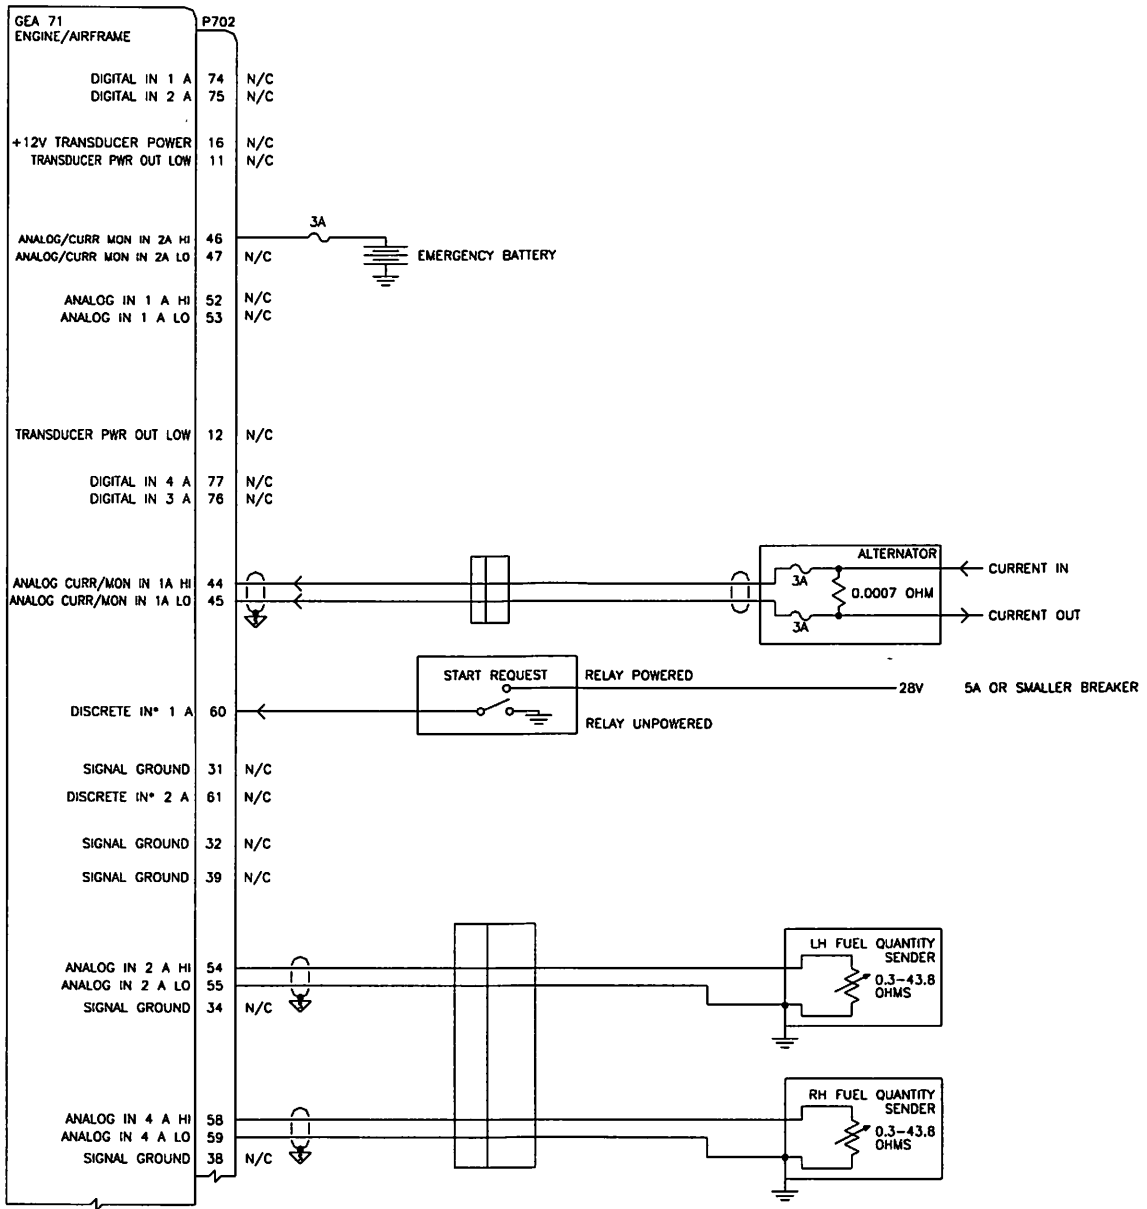 GEA 71 P702
ENGINE/AIRFRAME
DIGITAL IN 1 A 74 N/C
DIGITAL IN 2 A 75 N/C
+12V TRANSDUCER POWER 16 N/C
TRANSDUCER PWR OUT LOW 11 N/C
3A
ANALOG/CURR MON IN 2A HI 46
ANALOG/CURR MON IN 2A LO 47 N/C EMERGENCY BATTERY
ANALOG IN 1 A HI 52 N/C
ANALOG IN 1 A LO 53 N/C
TRANSDUCER PWR OUT LOW 12 N/C
DIGITAL IN 4 A 77 N/C
DIGITAL IN 3 A 76 N/C
ALTERNATOR
CURRENT IN
ANALOG CURR/MON IN 1A HI 44 3A
ANALOG CURR/MON IN 1A LO 45 0.0007 OHM
CURRENT OUT
3A
START REQUEST RELAY POWERED
28V 5A OR SMALLER BREAKER
DISCRETE IN* 1 A 60
RELAY UNPOWERED
SIGNAL GROUND 31 N/C
DISCRETE IN* 2 A 61 N/C
SIGNAL GROUND 32 N/C
SIGNAL GROUND 39 N/C
LH FUEL QUANTITY
SENDER
ANALOG IN 2 A HI 54
ANALOG IN 2 A LO 55 0.3-43.8
OHMS
SIGNAL GROUND 34 N/C
RH FUEL QUANTITY
SENDER
ANALOG IN 4 A HI 58
ANALOG IN 4 A LO 59 0.3-43.8
OHMS
SIGNAL GROUND 38 N/C